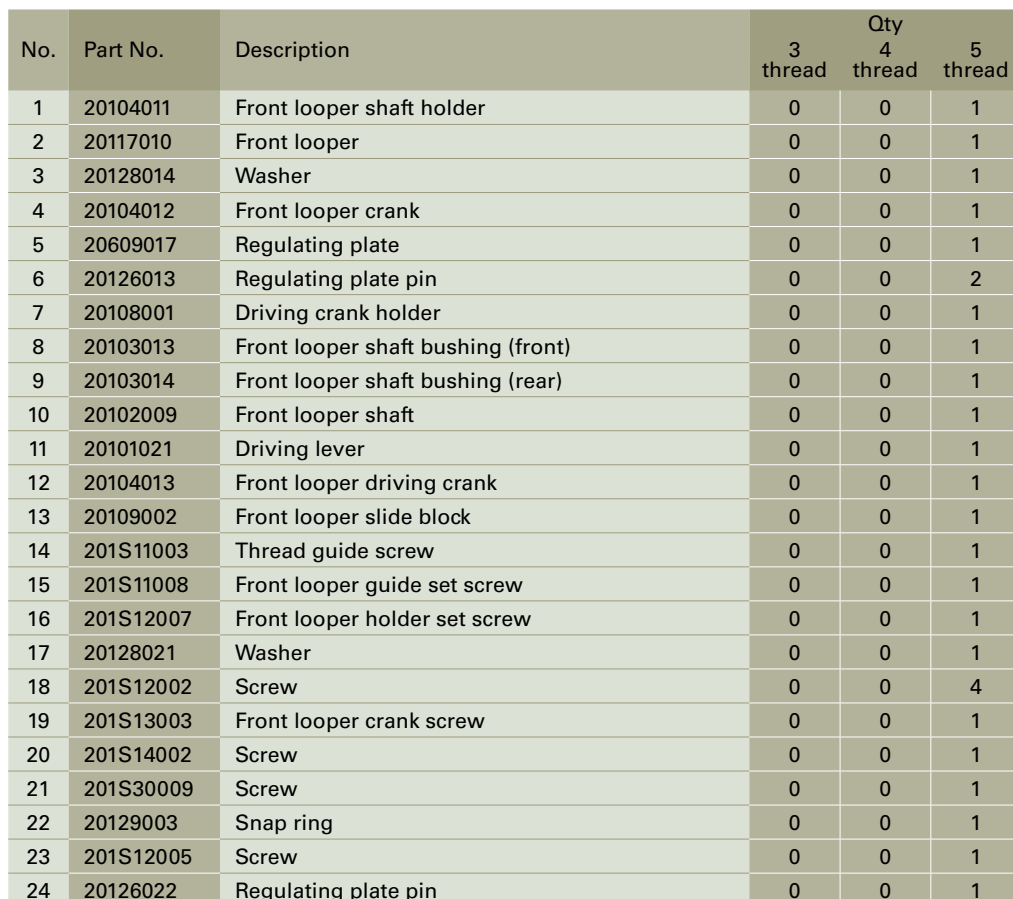 No. Part No. Description Qty
3 thread 4 thread 5 thread
1 20104011 Front looper shaft holder 0 0 1
2 20117010 Front looper 0 0 1
3 20128014 Washer 0 0 1
4 20104012 Front looper crank 0 0 1
5 20609017 Regulating plate 0 0 1
6 20126013 Regulating plate pin 0 0 2
7 20108001 Driving crank holder 0 0 1
8 20103013 Front looper shaft bushing (front) 0 0 1
9 20103014 Front looper shaft bushing (rear) 0 0 1
10 20102009 Front looper shaft 0 0 1
11 20101021 Driving lever 0 0 1
12 20104013 Front looper driving crank 0 0 1
13 20109002 Front looper slide block 0 0 1
14 201S11003 Thread guide screw 0 0 1
15 201S11008 Front looper guide set screw 0 0 1
16 201S12007 Front looper holder set screw 0 0 1
17 20128021 Washer 0 0 1
18 201S12002 Screw 0 0 4
19 201S13003 Front looper crank screw 0 0 1
20 201S14002 Screw 0 0 1
21 201S30009 Screw 0 0 1
22 20129003 Snap ring 0 0 1
23 201S12005 Screw 0 0 1
24 20126022 Regulating plate pin 0 0 1